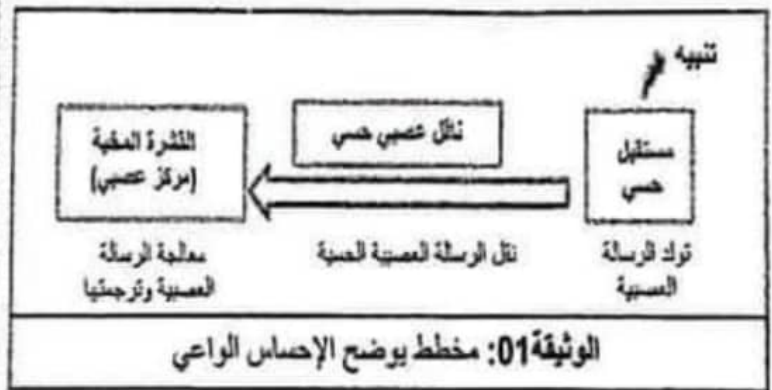 تنبيه
مستقبل
حسي
ناقل عصبي حسي
القشرة المخية
(مركز عصبي)
تولد الرسالة
العصبية
نقل الرسالة العصبية الحسية
معالجة الرسالة
العصبية وترجمتها
الوثيقة01: مخطط يوضح الإحساس الواعي